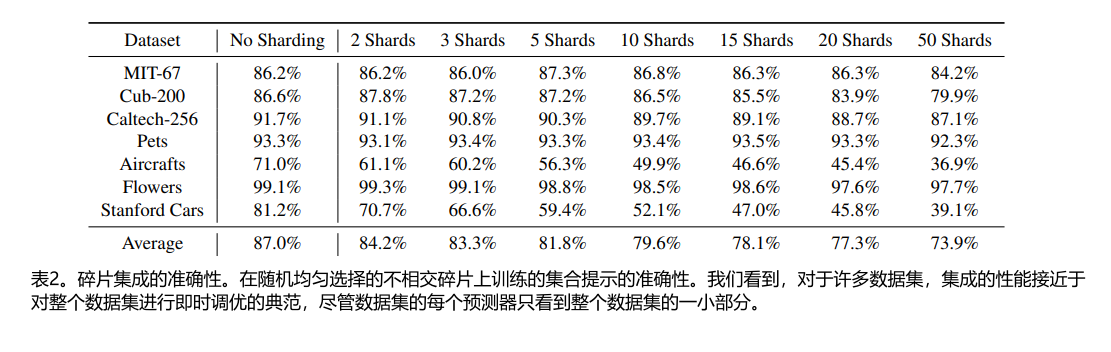 Dataset No Sharding 2 Shards 3 Shards 5 Shards 10 Shards 15 Shards 20 Shards 50 Shards
MIT-67 86.2% 86.2% 86.0% 87.3% 86.8% 86.3% 86.3% 84.2%
Cub-200 86.6% 87.8% 87.2% 87.2% 86.5% 85.5% 83.9% 79.9%
Caltech-256 91.7% 91.1% 90.8% 90.3% 89.7% 89.1% 88.7% 87.1%
Pets 93.3% 93.1% 93.4% 93.3% 93.4% 93.5% 93.3% 92.3%
Aircrafts 71.0% 61.1% 60.2% 56.3% 49.9% 46.6% 45.4% 36.9%
Flowers 99.1% 99.3% 99.1% 98.8% 98.5% 98.6% 97.6% 97.7%
Stanford Cars 81.2% 70.7% 66.6% 59.4% 52.1% 47.0% 45.8% 39.1%
Average 87.0% 84.2% 83.3% 81.8% 79.6% 78.1% 77.3% 73.9%
表2。碎片集成的准确性。在随机均匀选择的不相交碎片上训练的集合提示的准确性。我们看到，对于许多数据集，集成的性能接近于
对整个数据集进行即时调优的典范，尽管数据集的每个预测器只看到整个数据集的一小部分。